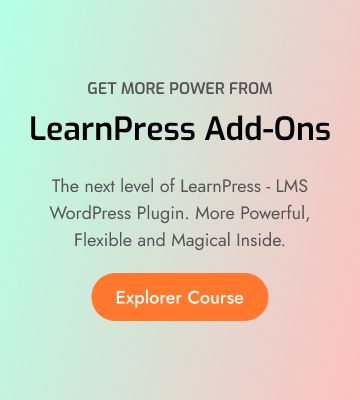 GET MORE POWER FROM
LearnPress Add-Ons
The next level of LearnPress - LMS
WordPress Plugin. More Powerful,
Flexible and Magical Inside.
Explorer Course